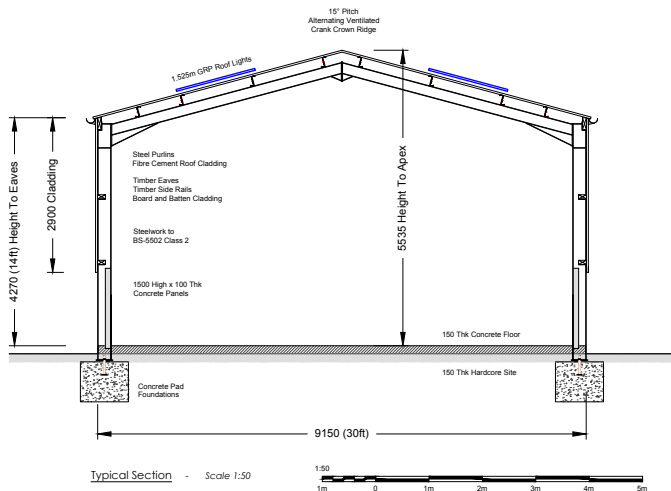 15° Pitch
Alternating Ventilated
Crank Crown Ridge
1.525m GRP Roof Lights
Steel Purlins
Fibre Cement Roof Cladding
Timber Eaves
Timber Side Rails
Board and Batten Cladding
Steelwork to
BS-5502 Class 2
1500 High x 100 Thk
Concrete Panels
4270 (14ft) Height To Eaves
2900 Cladding
5535 Height To Apex
150 Thk Concrete Floor
150 Thk Hardcore Site
Concrete Pad
Foundations
9150 (30ft)
Typical Section - Scale 1:50
1:50
1m 0 1m 2m 3m 4m 5m